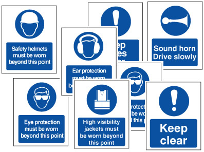 Safety helmets
must be worn
beyond this point
Keep
Sound horn
Drive slowly
Ear protection
must be worn
beyond this point
Eye protection
must be worn
beyond this point
High visibility
jackets must be
worn beyond
this point
Keep
clear